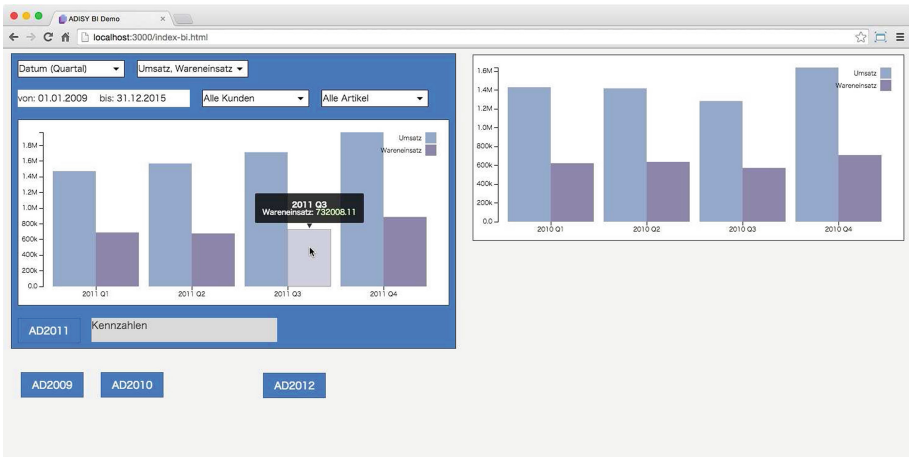 ADISY BI Demo
localhost:3000/index-bi.html
Datum (Quartal)
Umsatz, Wareneinsatz
von: 01.01.2009 bis: 31.12.2015
Alle Kunden
Alle Artikel
Umsatz
Wareneinsatz
1.8M
1.6M
1.4M
1.2M
1.0M
800k
600k
400k
200k
0.0
2011 Q3
Wareneinsatz: 732008.11
2011 Q1
2011 Q2
2011 Q3
2011 Q4
AD2011
Kennzahlen
AD2009
AD2010
AD2012
Umsatz
Wareneinsatz
1.6M
1.4M
1.2M
1.0M
800k
600k
400k
200k
0.0
2010 Q1
2010 Q2
2010 Q3
2010 Q4